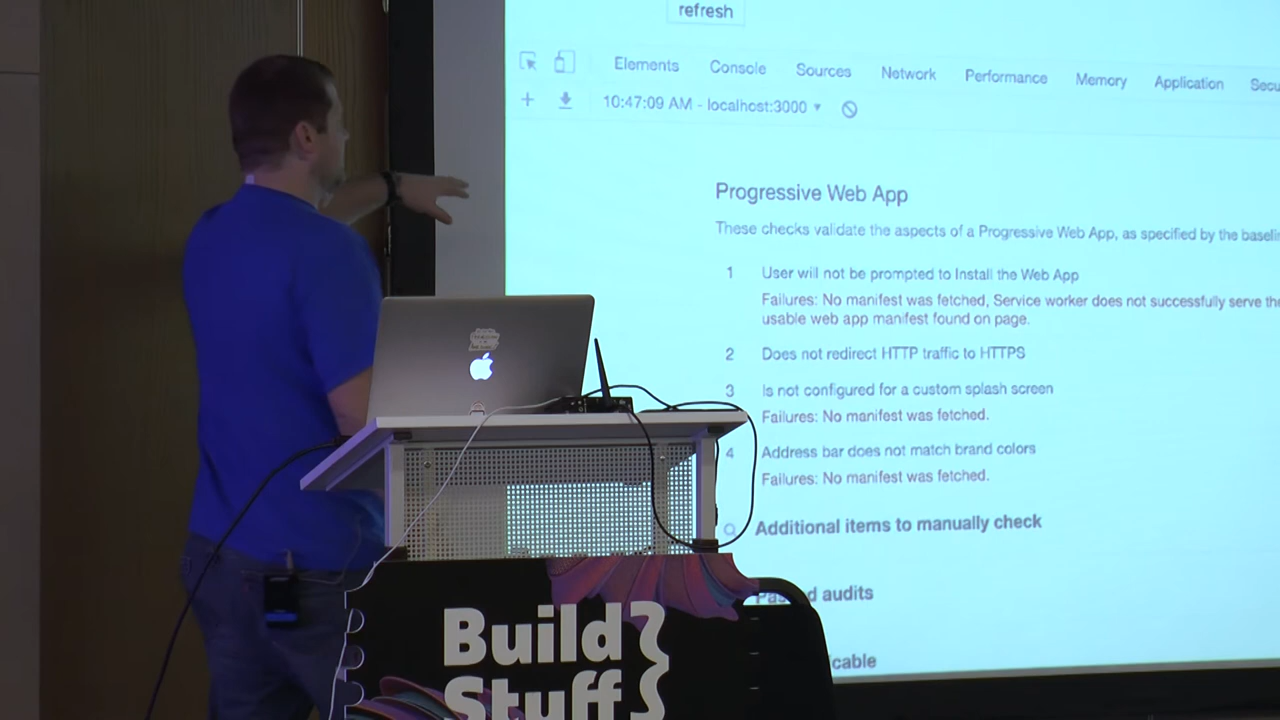 refresh
Elements Console Sources Network Performance Memory Application Secu
10:47:09 AM - localhost:3000
Progressive Web App
These checks validate the aspects of a Progressive Web App, as specified by the baseli
1 User will not be prompted to Install the Web App
Failures: No manifest was fetched, Service worker does not successfully serve the
usable web app manifest found on page.
2 Does not redirect HTTP traffic to HTTPS
3 Is not configured for a custom splash screen
Failures: No manifest was fetched.
4 Address bar does not match brand colors
Failures: No manifest was fetched.
Additional items to manually check
Passed audits
cable
Build
Stuff